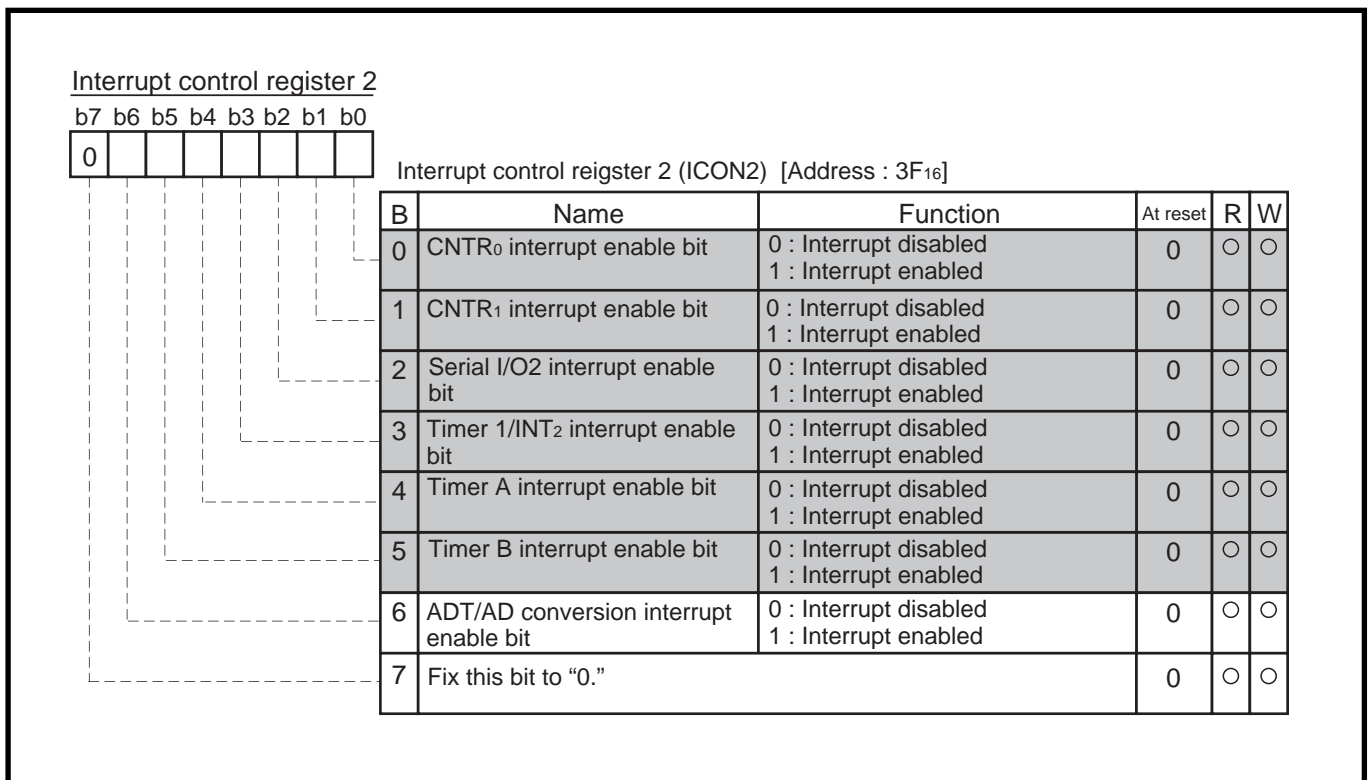 Interrupt control register 2
b7 b6 b5 b4 b3 b2 b1 b0
0
Interrupt control reigster 2 (ICON2) [Address : 3F₁₆]
B Name Function At reset R W
0 CNTR₀ interrupt enable bit 0 : Interrupt disabled 0 ○ ○
1 : Interrupt enabled
1 CNTR₁ interrupt enable bit 0 : Interrupt disabled 0 ○ ○
1 : Interrupt enabled
2 Serial I/O2 interrupt enable 0 : Interrupt disabled 0 ○ ○
bit 1 : Interrupt enabled
3 Timer 1/INT₂ interrupt enable 0 : Interrupt disabled 0 ○ ○
bit 1 : Interrupt enabled
4 Timer A interrupt enable bit 0 : Interrupt disabled 0 ○ ○
1 : Interrupt enabled
5 Timer B interrupt enable bit 0 : Interrupt disabled 0 ○ ○
1 : Interrupt enabled
6 ADT/AD conversion interrupt 0 : Interrupt disabled 0 ○ ○
enable bit 1 : Interrupt enabled
7 Fix this bit to “0.” 0 ○ ○